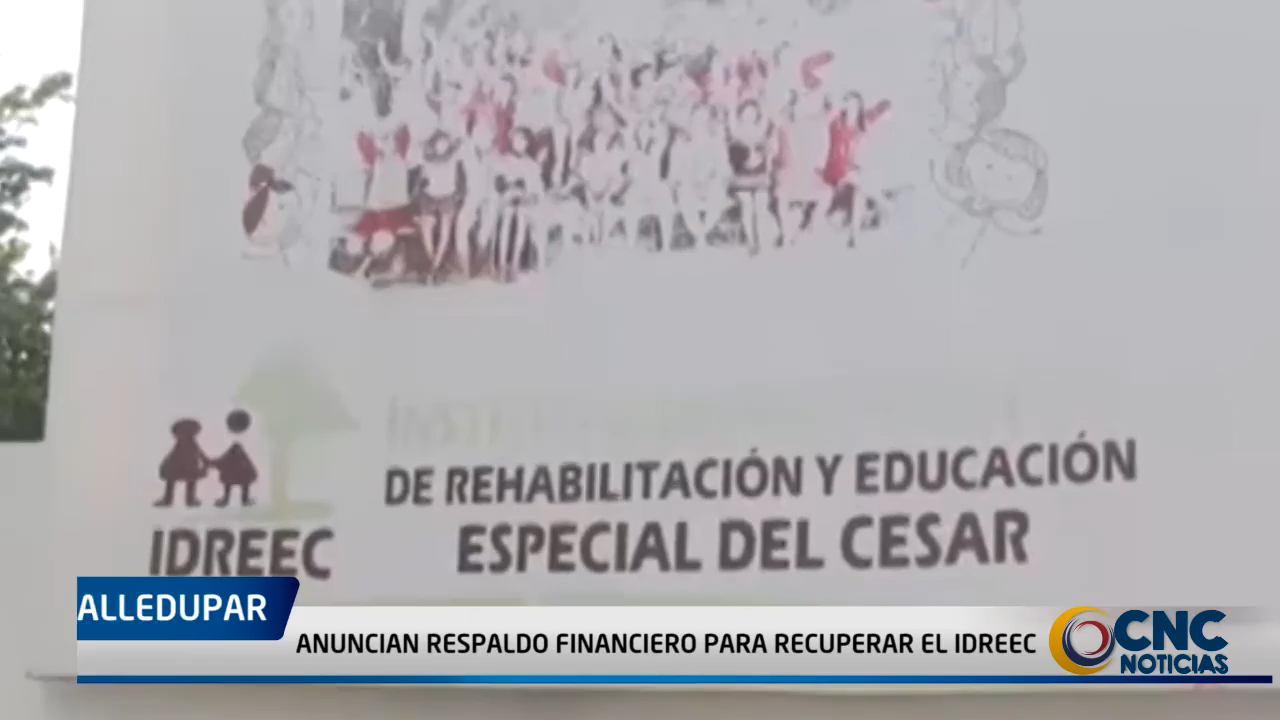 DE REHABILITACIÓN Y EDUCACIÓN
ESPECIAL DEL CESAR
IDREEC
ALLEDUPAR
ANUNCIAN RESPALDO FINANCIERO PARA RECUPERAR EL IDREEC
CNC
NOTICIAS